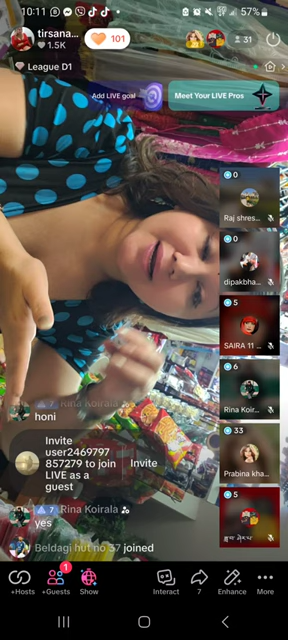 10:11
57%
tirsana...
1.5K
101
31
League D1
Add LIVE goal
Meet Your LIVE Pros
0
Raj shres...
0
dipakbha...
5
SAIRA 11 ...
6
Rina Koir...
33
Prabina kha...
5
7 Rina Koirala
honi
Invite
user2469797
857279 to join
LIVE as a
guest
Invite
7 Rina Koirala
yes
Beldagi hut no 37 joined
1
+Hosts
+Guests
Show
Interact
7
Enhance
More